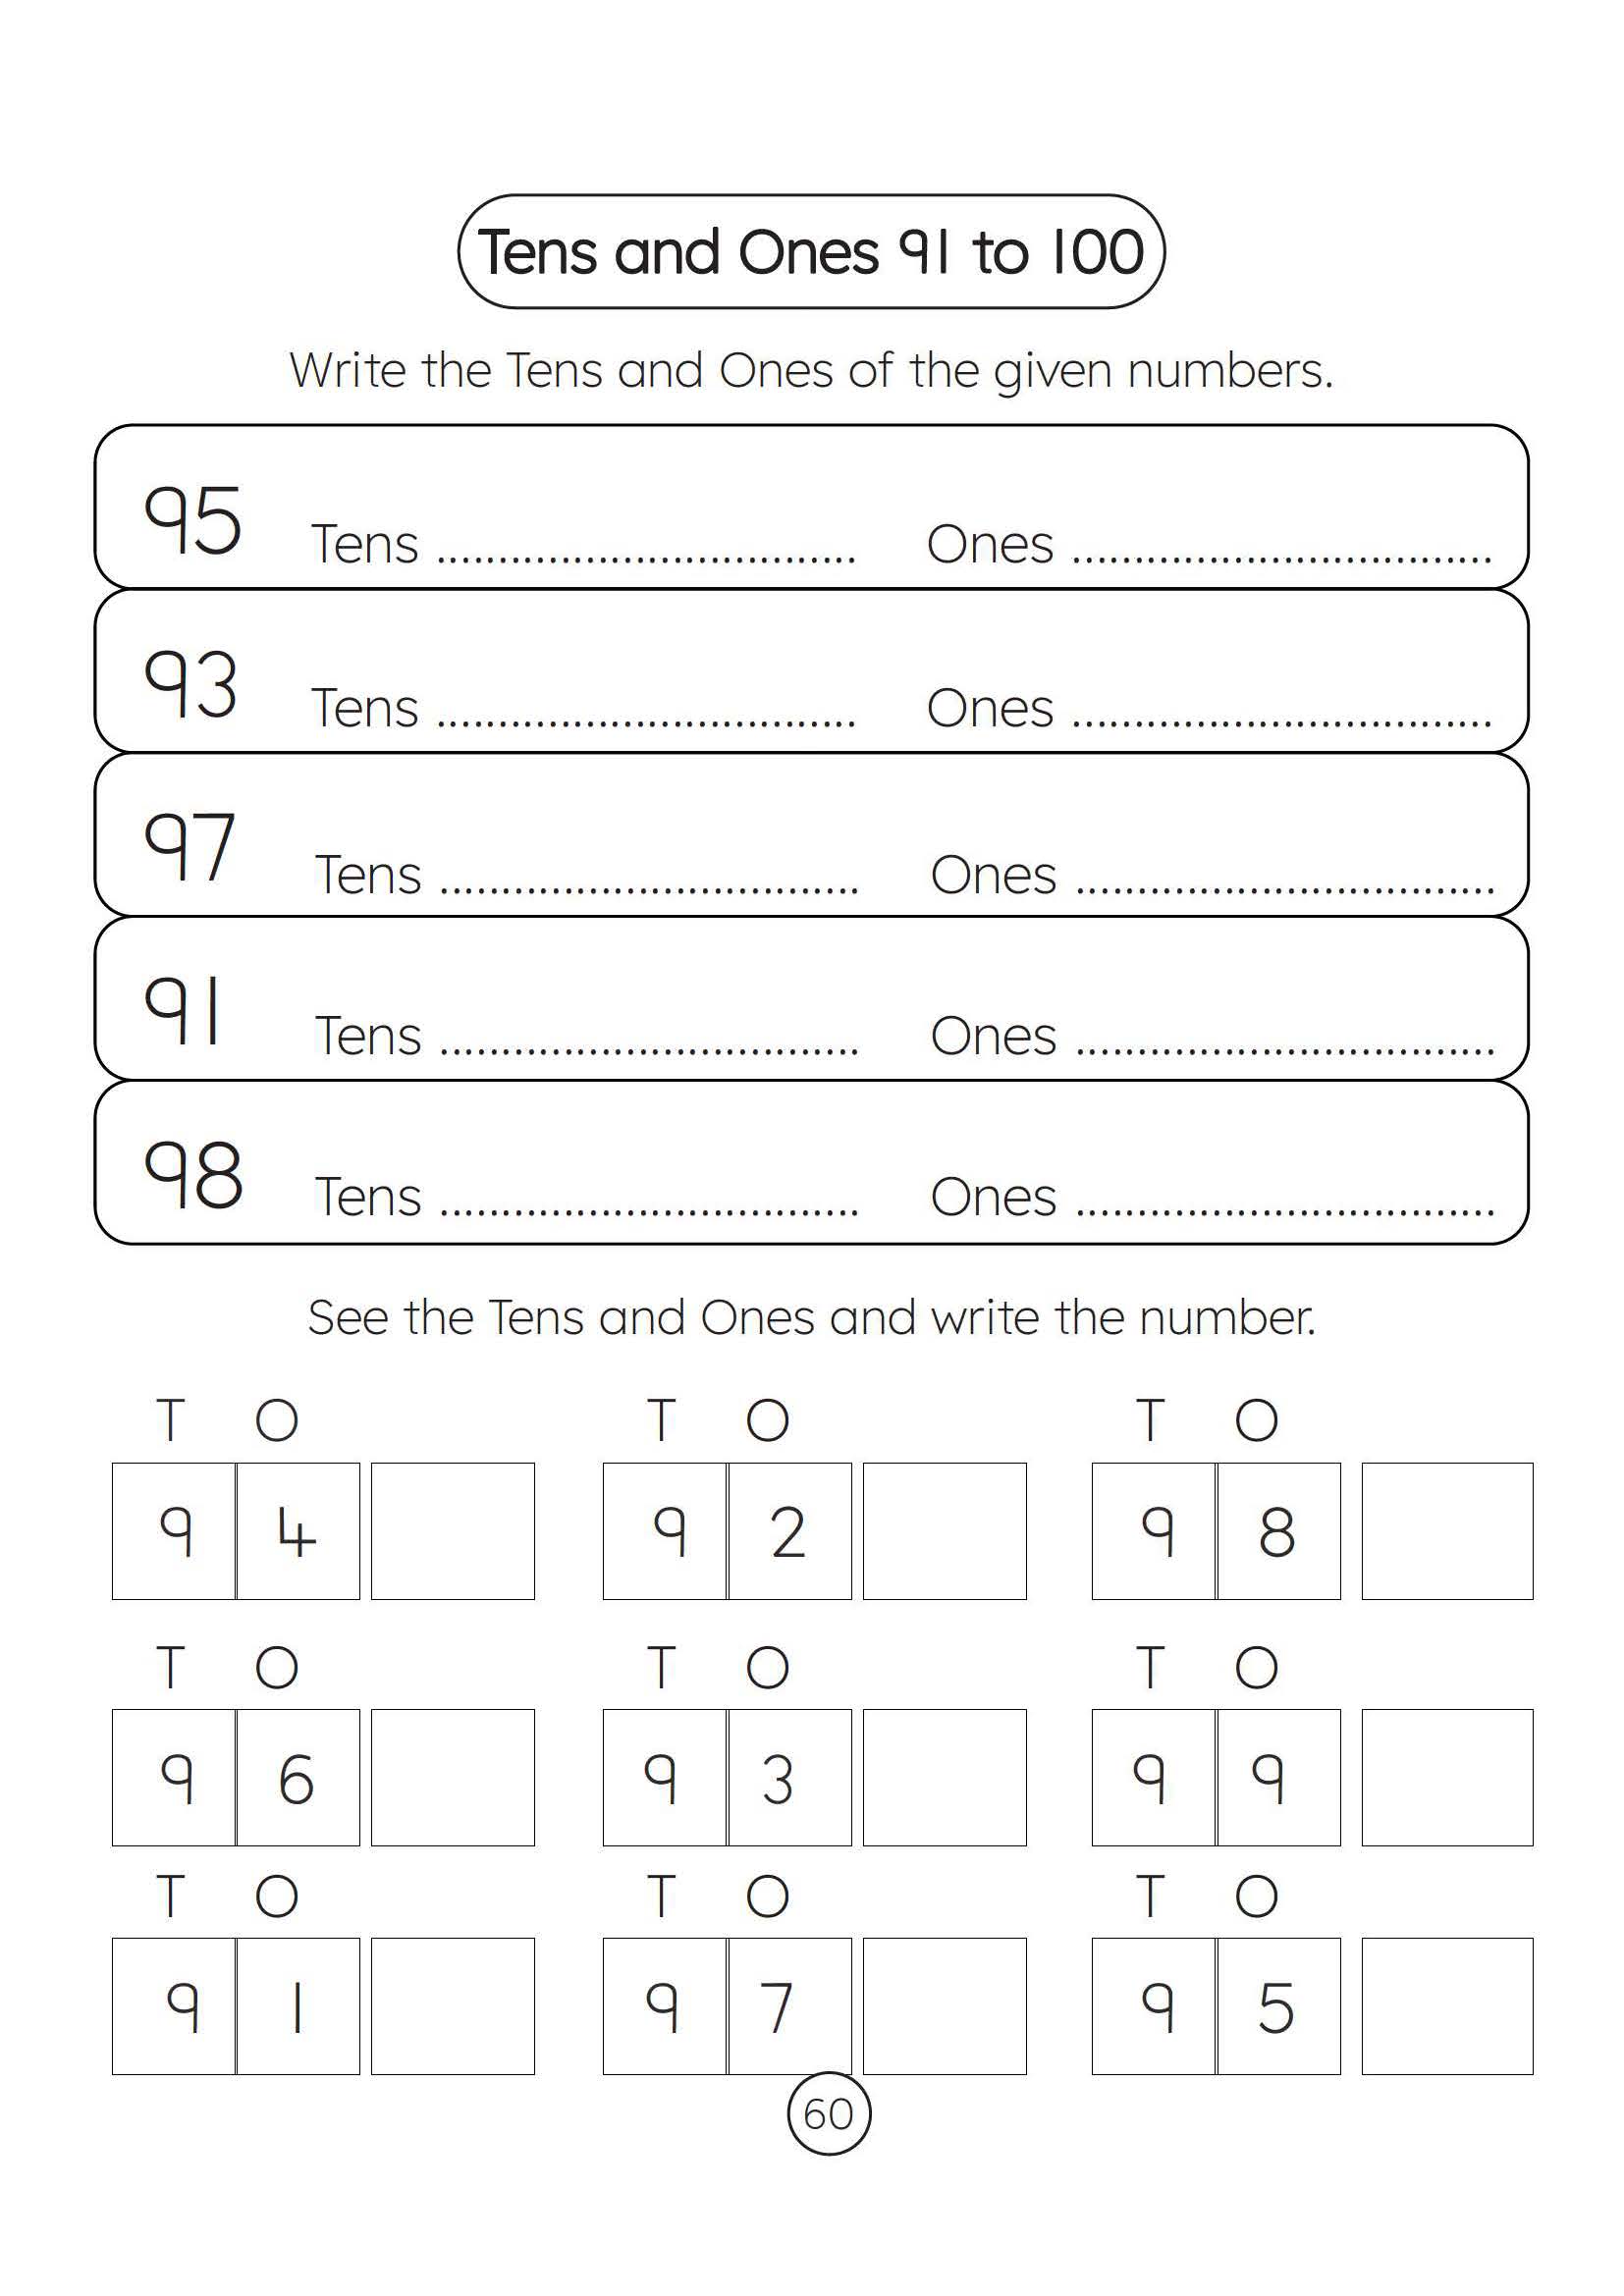 Tens and Ones 91 to 100
Write the Tens and Ones of the given numbers.
95 Tens .................................. Ones ..................................
93 Tens .................................. Ones ..................................
97 Tens .................................. Ones ..................................
91 Tens .................................. Ones ..................................
98 Tens .................................. Ones ..................................
See the Tens and Ones and write the number.
T O T O T O
9 4 9 2 9 8
T O T O T O
9 6 9 3 9 9
T O T O T O
9 1 9 7 9 5
60